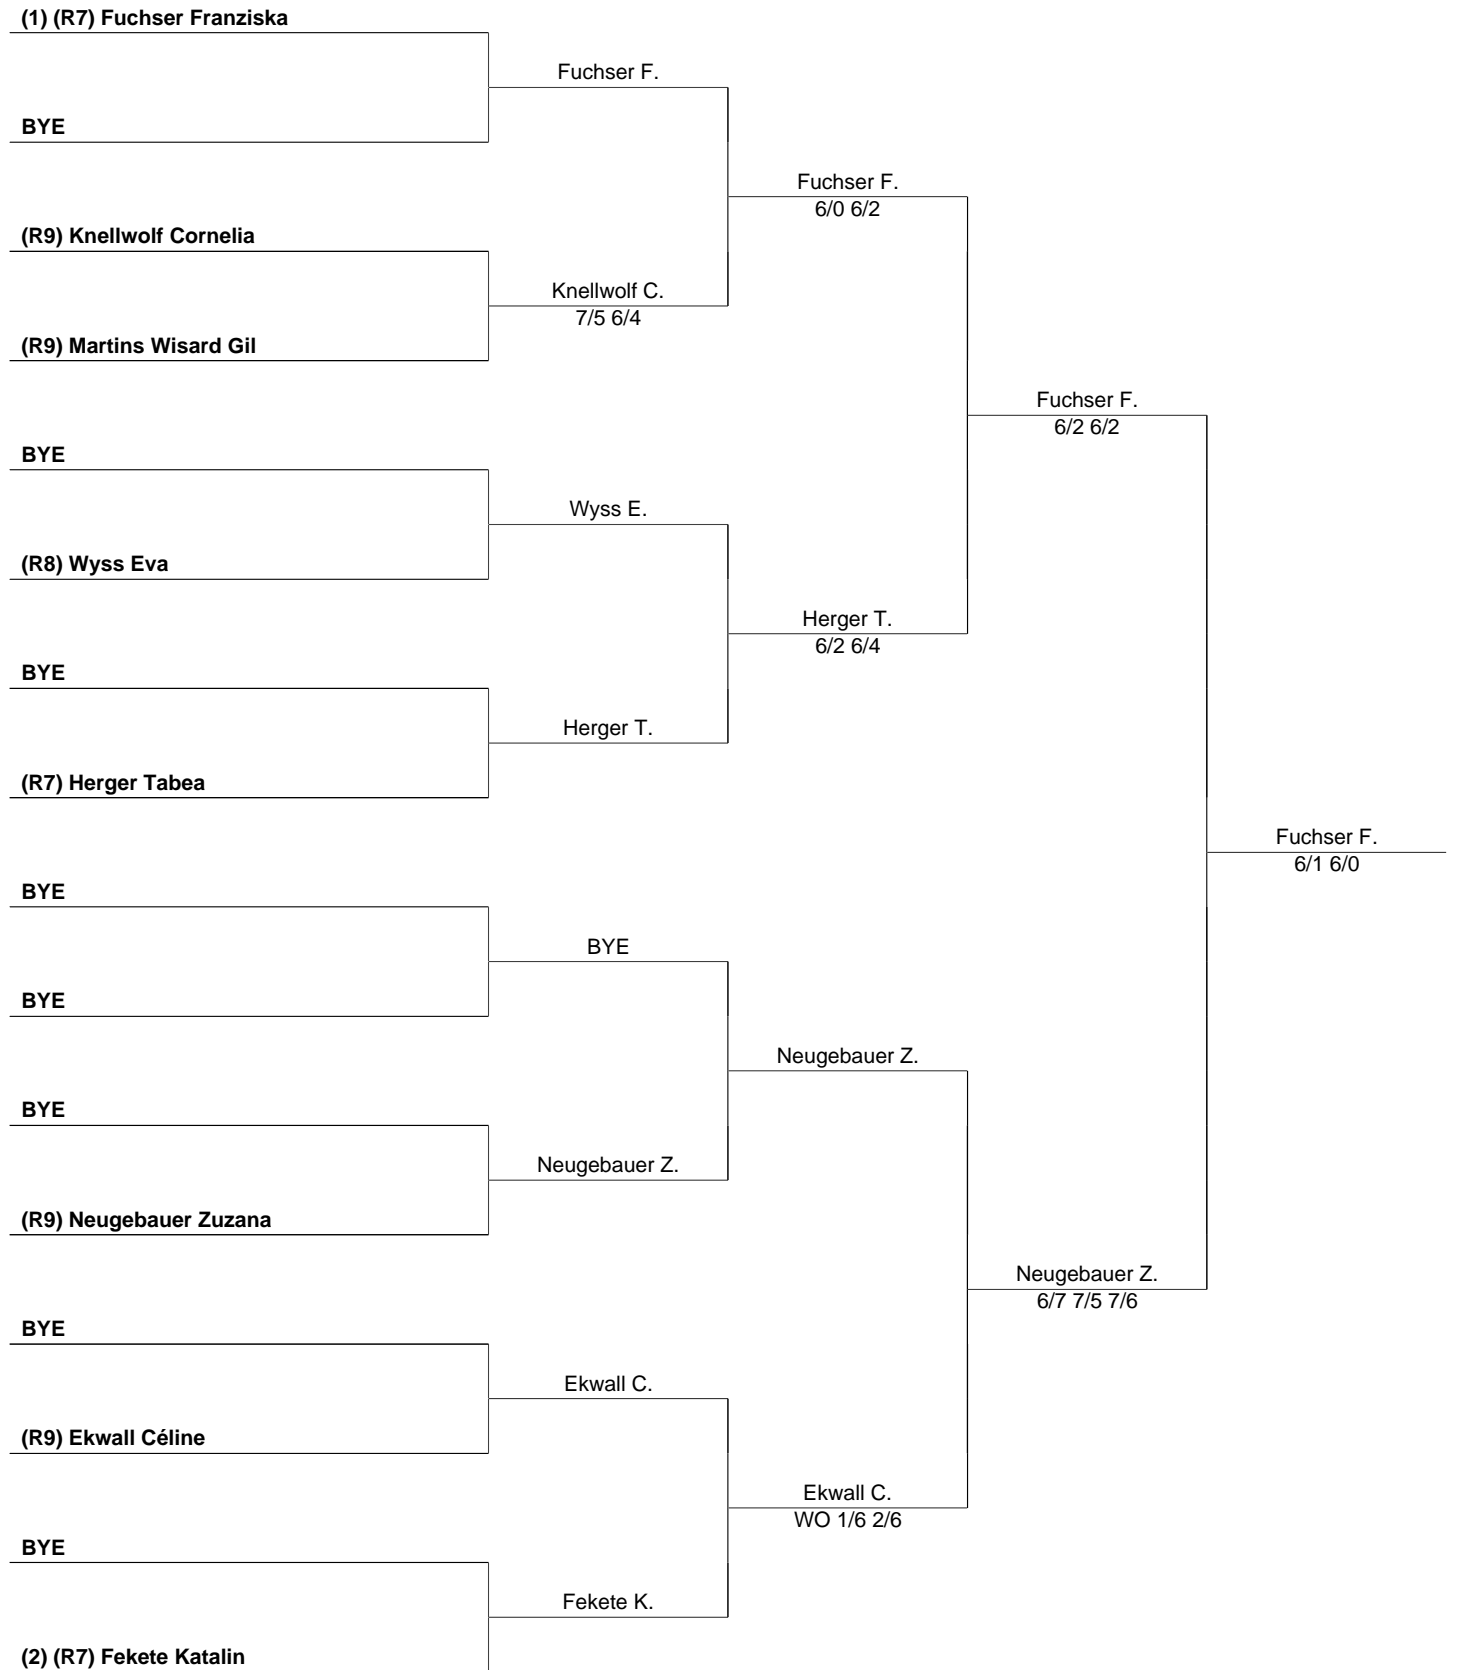 (1) (R7) Fuchser Franziska
Fuchser F.
BYE
Fuchser F.
6/0 6/2
(R9) Knellwolf Cornelia
Knellwolf C.
7/5 6/4
(R9) Martins Wisard Gil
Fuchser F.
6/2 6/2
BYE
Wyss E.
(R8) Wyss Eva
Herger T.
6/2 6/4
BYE
Herger T.
(R7) Herger Tabea
Fuchser F.
6/1 6/0
BYE
BYE
BYE
Neugebauer Z.
BYE
Neugebauer Z.
(R9) Neugebauer Zuzana
Neugebauer Z.
6/7 7/5 7/6
BYE
Ekwall C.
(R9) Ekwall Céline
Ekwall C.
WO 1/6 2/6
BYE
Fekete K.
(2) (R7) Fekete Katalin